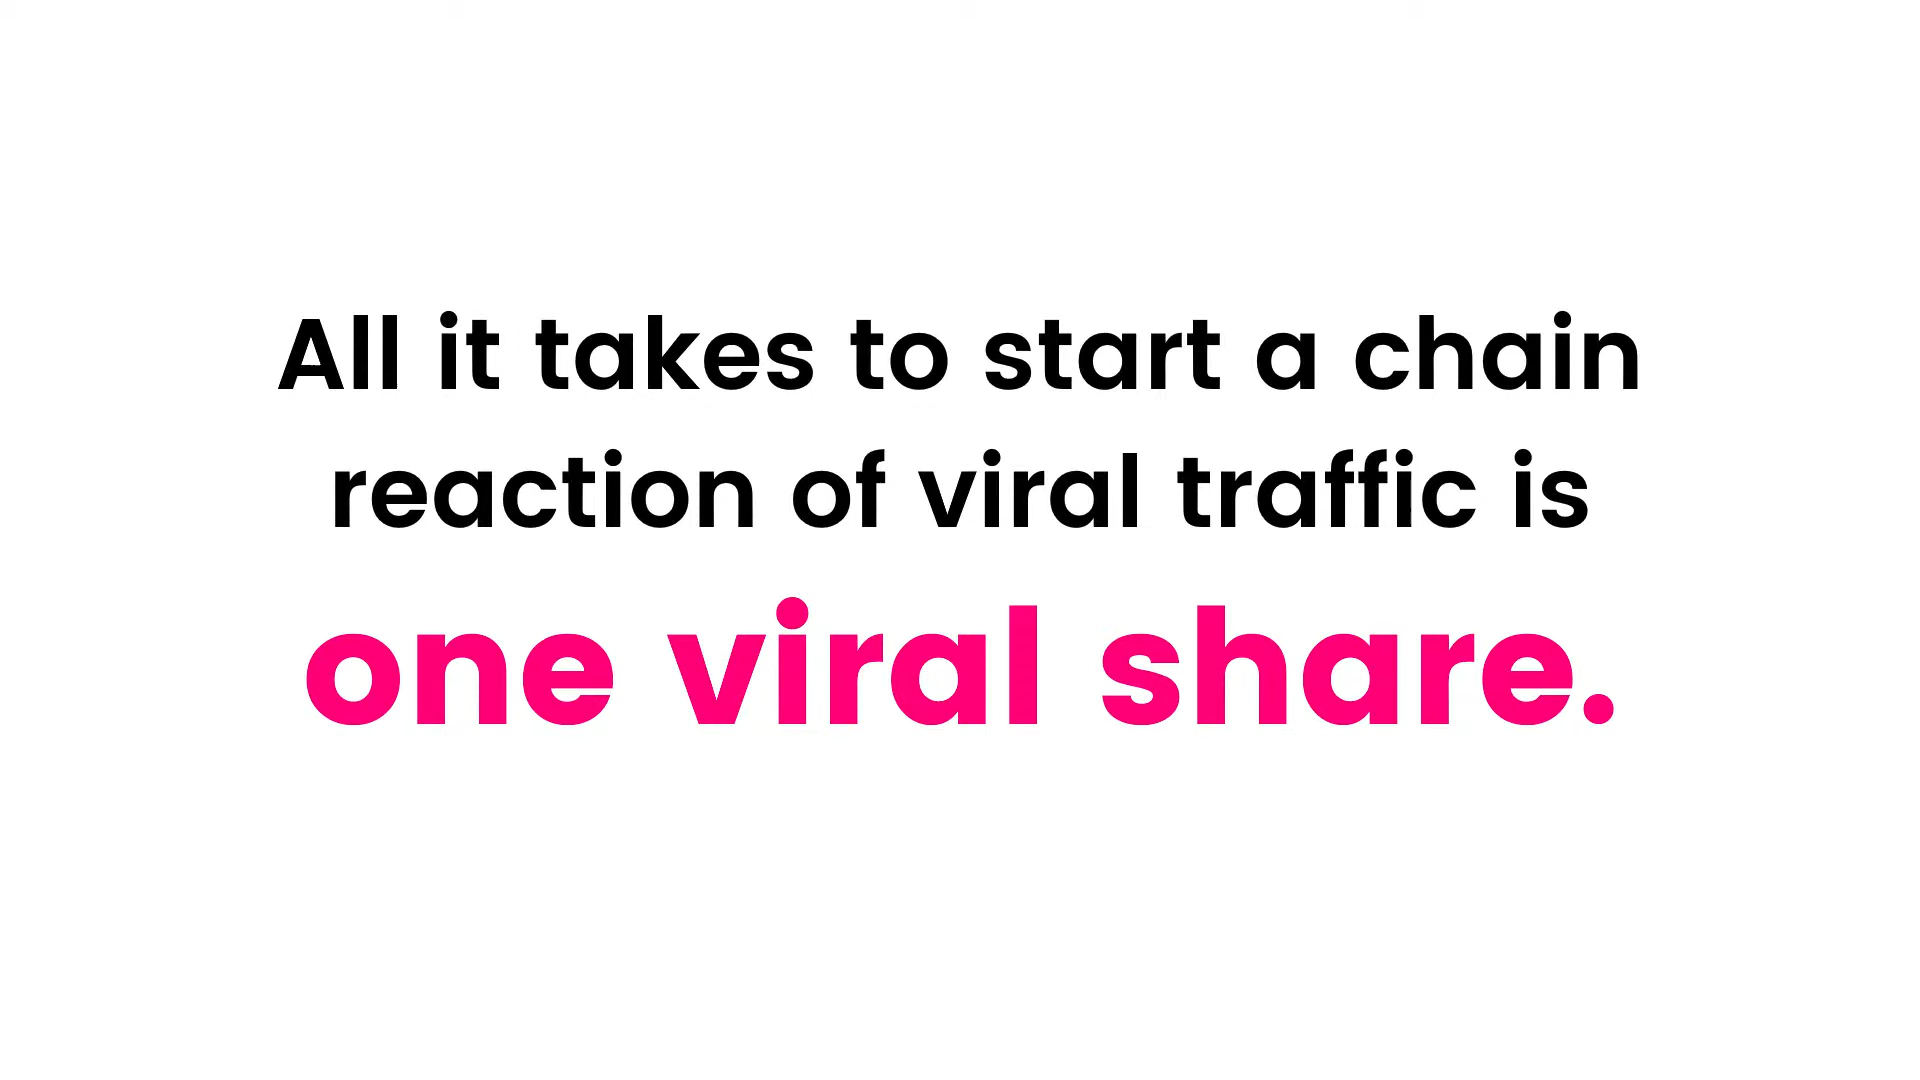 All it takes to start a chain
reaction of viral traffic is
one viral share.